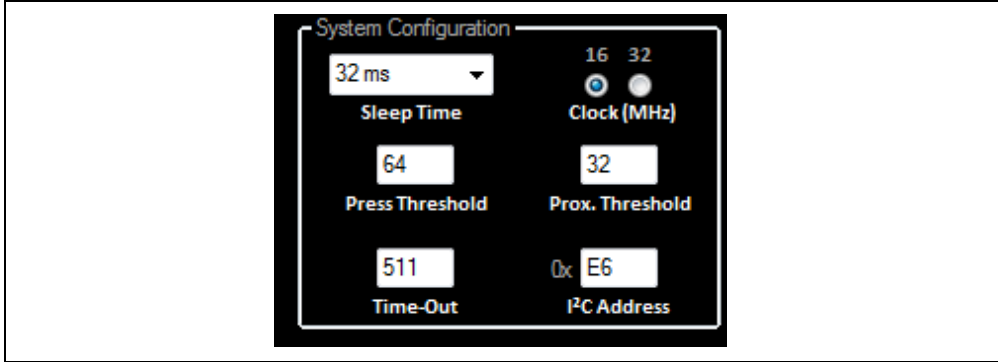 System Configuration
16 32
32 ms
Sleep Time Clock (MHz)
64 32
Press Threshold Prox. Threshold
511 0x E6
Time-Out I²C Address